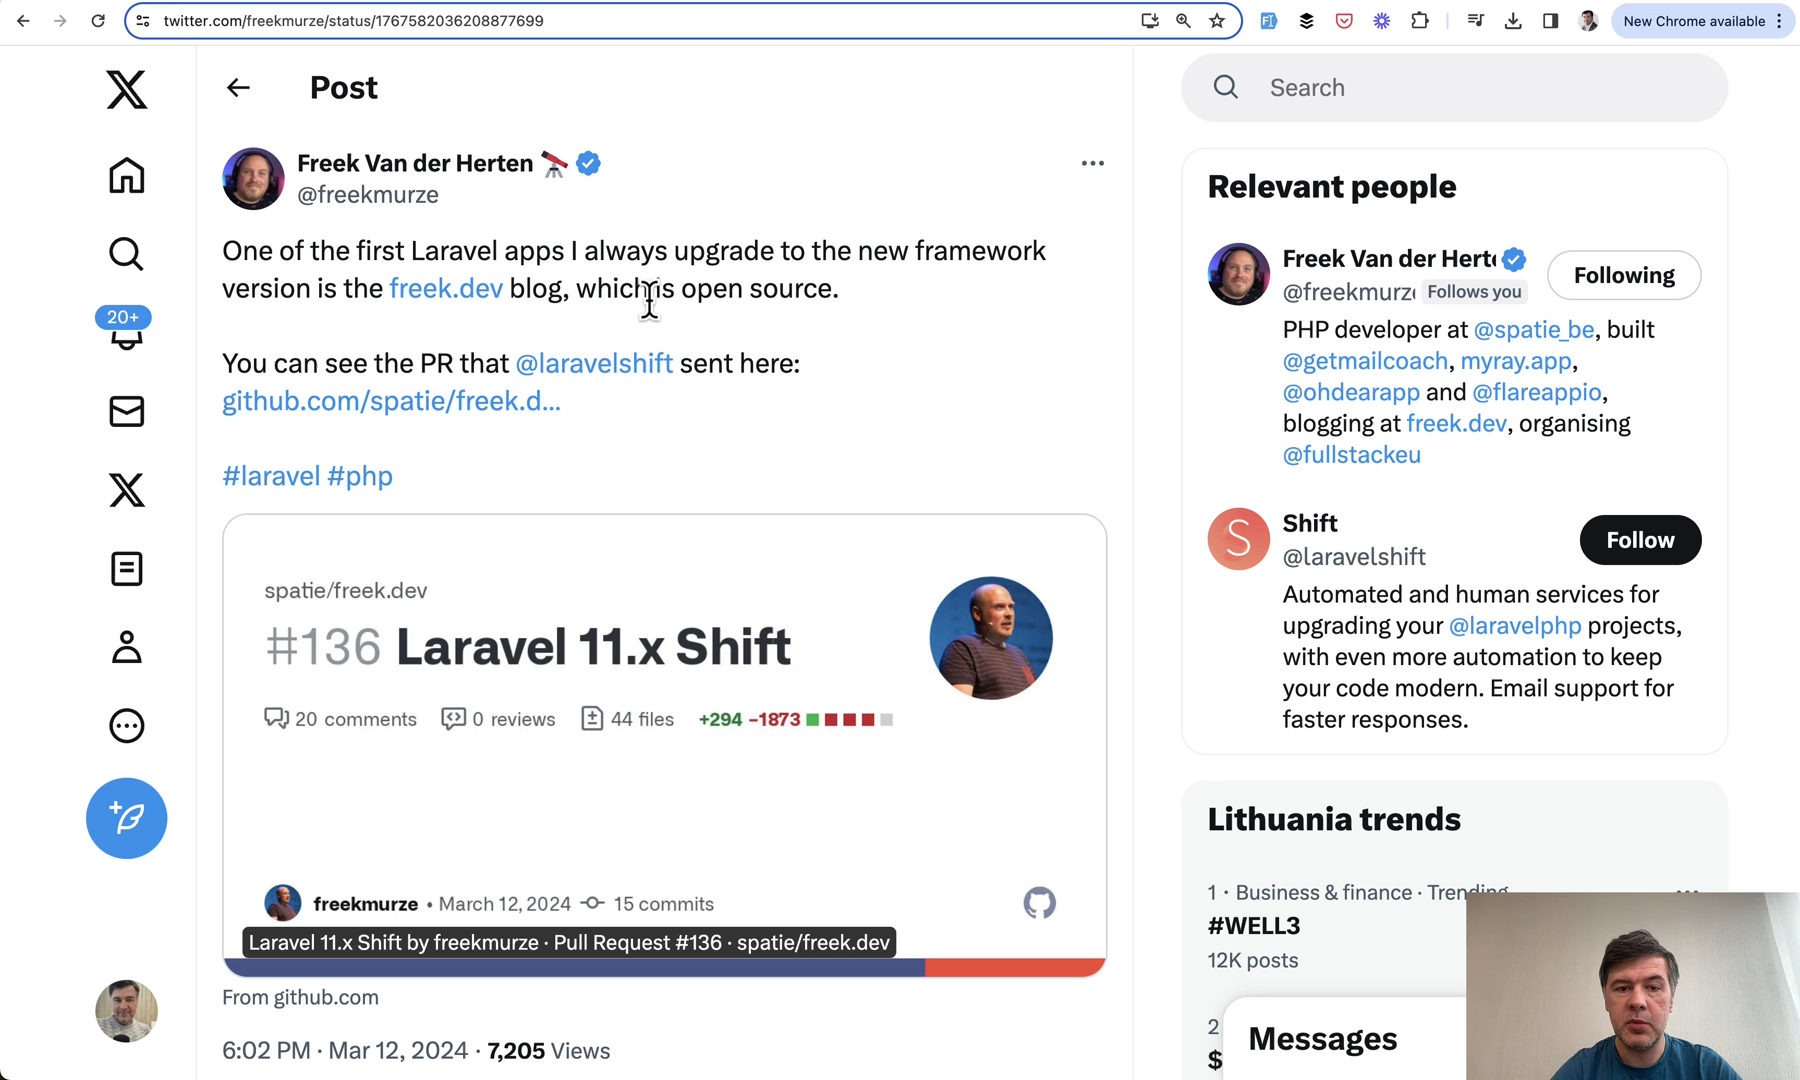 twitter.com/freekmurze/status/1767582036208877699
New Chrome available
Post
Search
Freek Van der Herten
@freekmurze
One of the first Laravel apps I always upgrade to the new framework
version is the freek.dev blog, which is open source.
You can see the PR that @laravelshift sent here:
github.com/spatie/freek.d...
#laravel #php
20+
spatie/freek.dev
#136 Laravel 11.x Shift
20 comments 0 reviews 44 files +294 -1873
freekmurze • March 12, 2024 15 commits
Laravel 11.x Shift by freekmurze · Pull Request #136 · spatie/freek.dev
From github.com
6:02 PM · Mar 12, 2024 · 7,205 Views
Relevant people
Freek Van der Herte
@freekmurze Follows you
Following
PHP developer at @spatie_be, built
@getmailcoach, myray.app,
@ohdearapp and @flareappio,
blogging at freek.dev, organising
@fullstackeu
S
Shift
@laravelshift
Follow
Automated and human services for
upgrading your @laravelphp projects,
with even more automation to keep
your code modern. Email support for
faster responses.
Lithuania trends
1 · Business & finance · Trending
#WELL3
12K posts
2
$
Messages